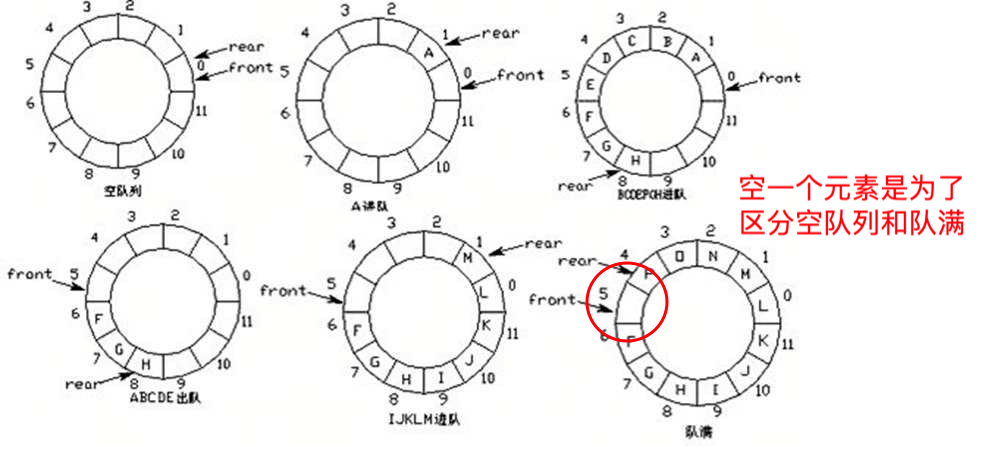 3 2
4 1
rear
5 0
front
6 11
7 10
8 9
空队列
3 2
4 1 rear
A
5 0 front
6 11
7 10
8 9
A进队
3 2
4 C B 1
D A
5 E 0 front
6 F 11
7 G H 10
rear 8 9
BCDEFGH进队
空一个元素是为了
区分空队列和队满
3 2
4 1
front 5 0
6 F 11
7 G H 10
rear 8 9
ABCDE出队
3 2
4 M 1 rear
front 5 L 0
6 F K 11
7 G H I J 10
8 9
IJKLM进队
3 2
4 O N 1
rear P M
5 L 0
front
6 F K 11
7 G H I J 10
8 9
队满